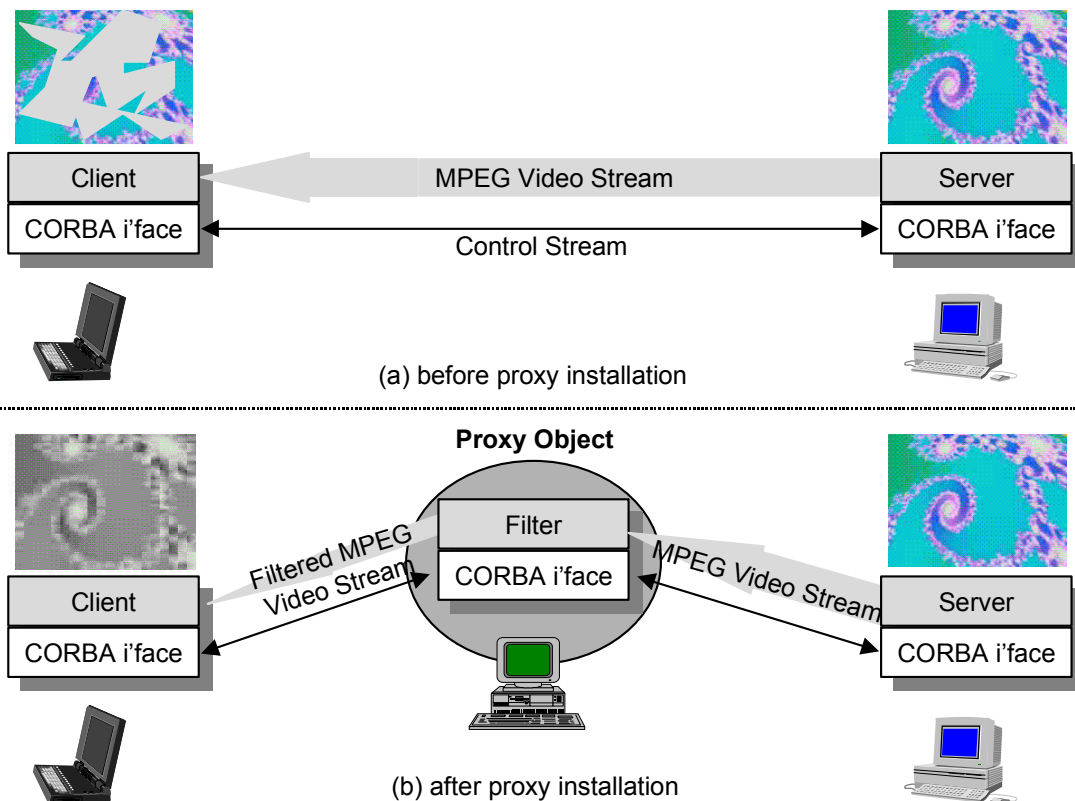 Client
MPEG Video Stream
Server
CORBA i'face
Control Stream
CORBA i'face
(a) before proxy installation
Proxy Object
Filter
CORBA i'face
Filtered MPEG
Video Stream
MPEG Video Stream
Client
CORBA i'face
Server
CORBA i'face
(b) after proxy installation